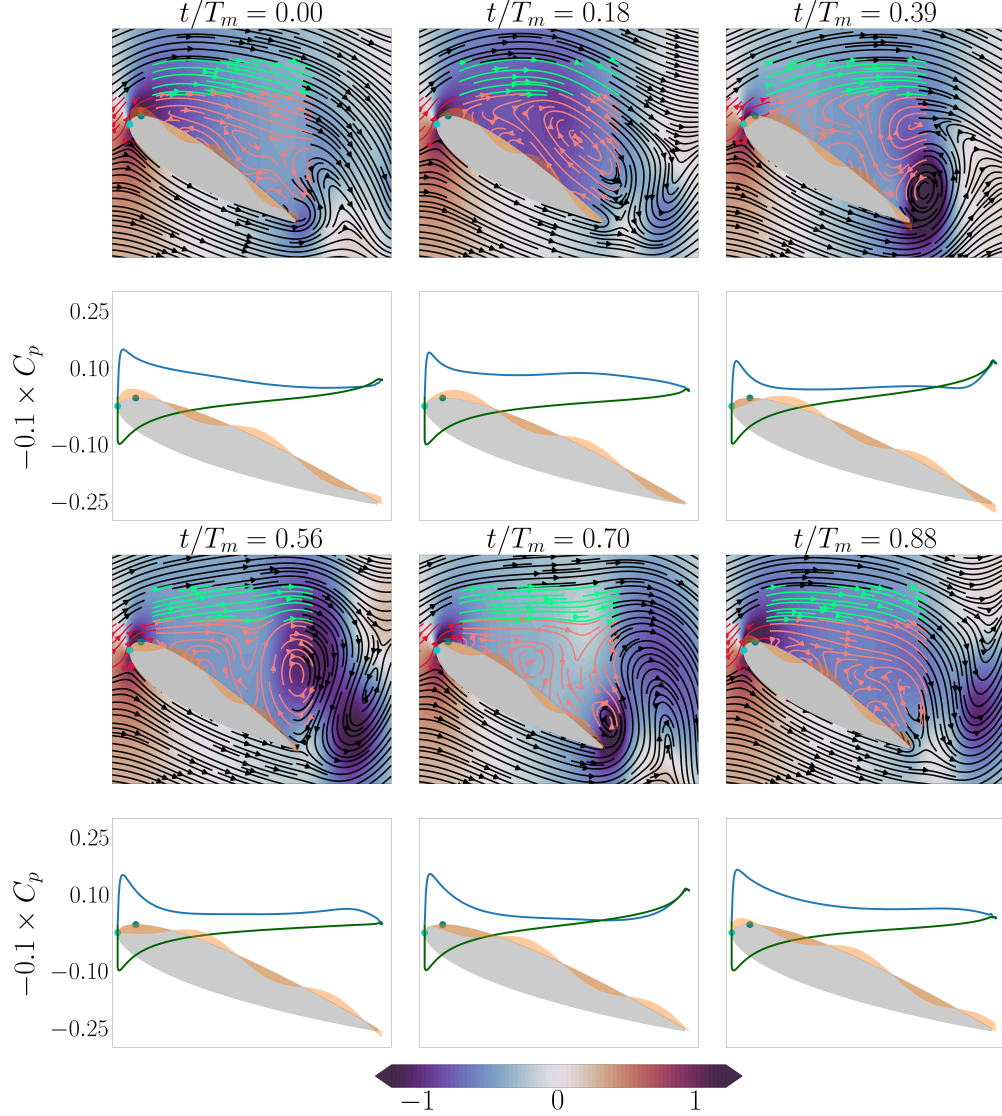 t/T_m = 0.00 t/T_m = 0.18 t/T_m = 0.39
−0.1 × C_p
0.25
0.10
−0.10
−0.25
t/T_m = 0.56 t/T_m = 0.70 t/T_m = 0.88
−0.1 × C_p
0.25
0.10
−0.10
−0.25
−1 0 1